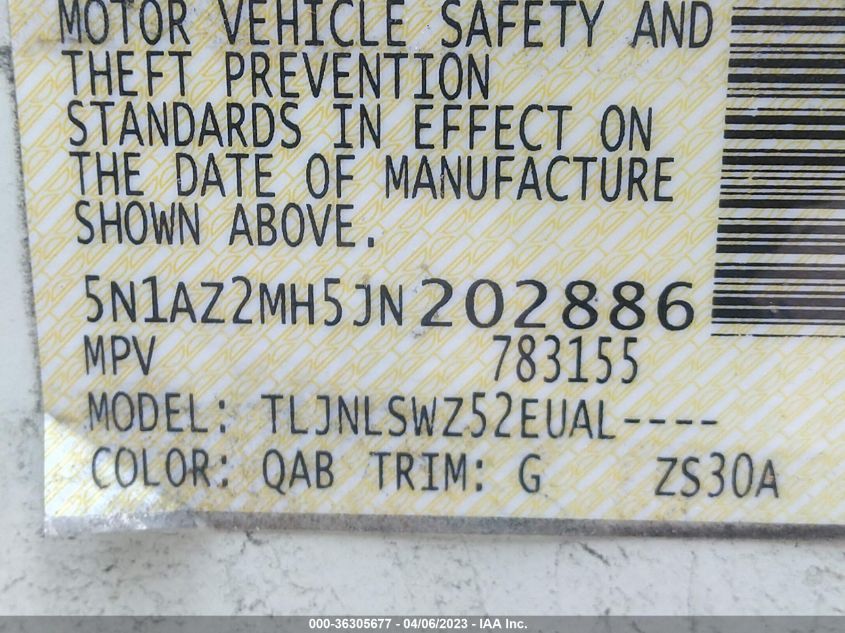 MOTOR VEHICLE SAFETY AND
THEFT PREVENTION
STANDARDS IN EFFECT ON
THE DATE OF MANUFACTURE
SHOWN ABOVE.
5N1AZ2MH5JN202886
MPV 783155
MODEL: TLJNLSWZ52EUAL----
COLOR: QAB TRIM: G ZS30A
000-36305677 - 04/06/2023 - IAA Inc.